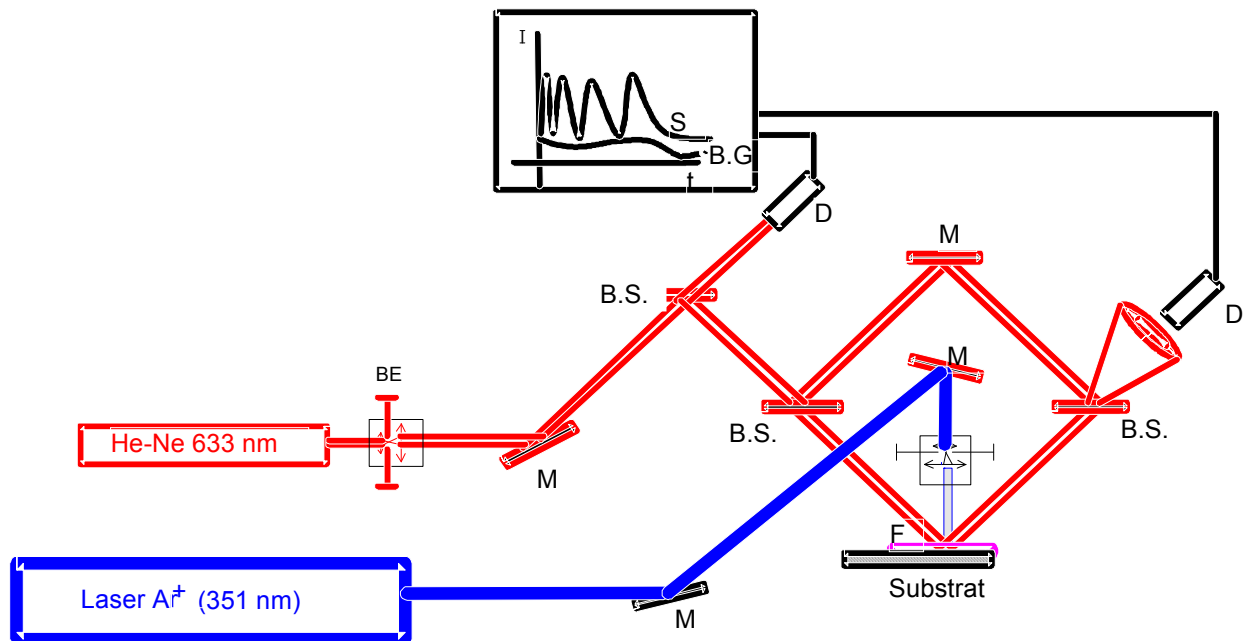 I
S
B.G
t
D
M
B.S.
D
M
BE
B.S.
B.S.
He-Ne 633 nm
M
F
Substrat
Laser Ar+ (351 nm)
M